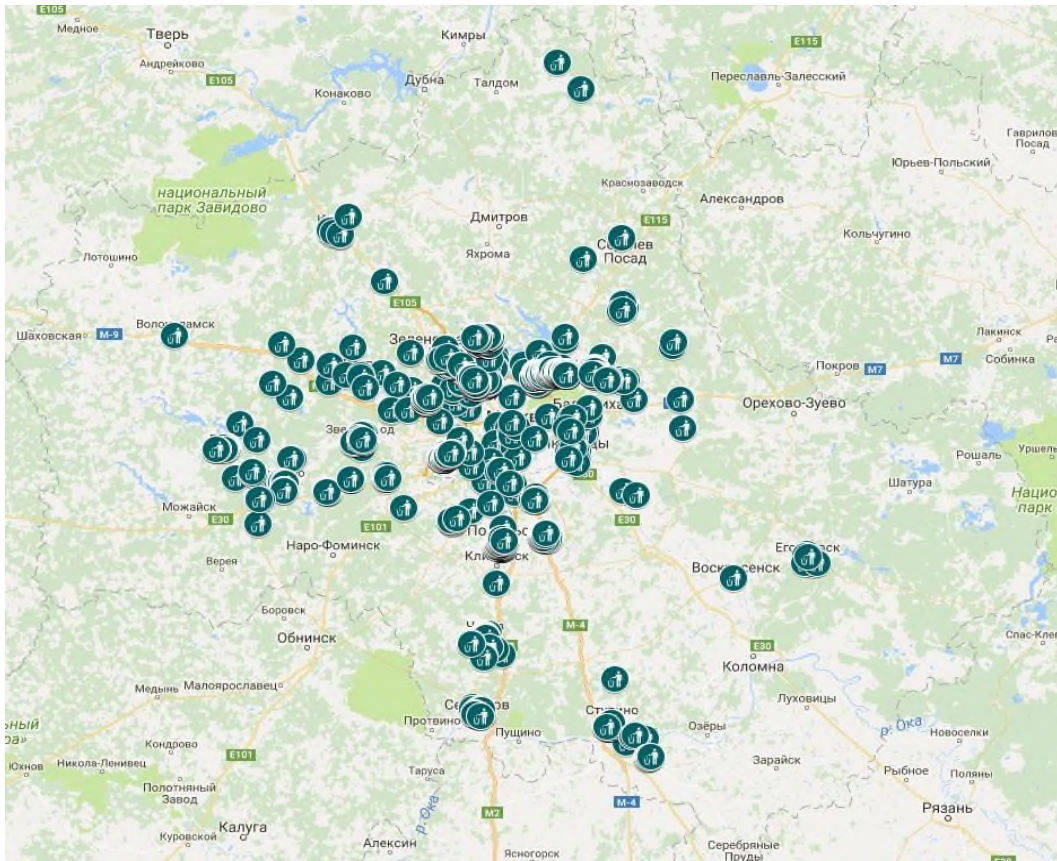 E105
Медное
Тверь
Кимры
E115
Андрейково
E105
Дубна
Талдом
Переславль-Залесский
Конаково
Гаврилов
Посад
Юрьев-Польский
национальный
парк Завидово
Краснозаводск
Александров
Дмитров
E115
Кольчугино
Лотошино
Яхрома
Посад
E105
Шаховская
M-9
Лакински
Собинка
M7
Покров
M7
Орехово-Зуево
Рошаль
Шатура
Можайск
E30
E101
E30
Наро-Фоминск
Верея
Воскресенск
Боровск
Обнинск
M-4
E30
Спас-Клеп
Коломна
Медынь
Малоярославец
Луховицы
Протвино
Пущино
Озёры
р. Ока
Новоселки
Кондрово
E101
Юхнов
Никола-Ленивец
Таруса
Зарайск
Полотняный
Завод
Рыбное
Поляны
M-4
M2
р. Ока
Рязань
Калуга
Куровской
Алексин
Серебряные
Пруды
Ясногорск